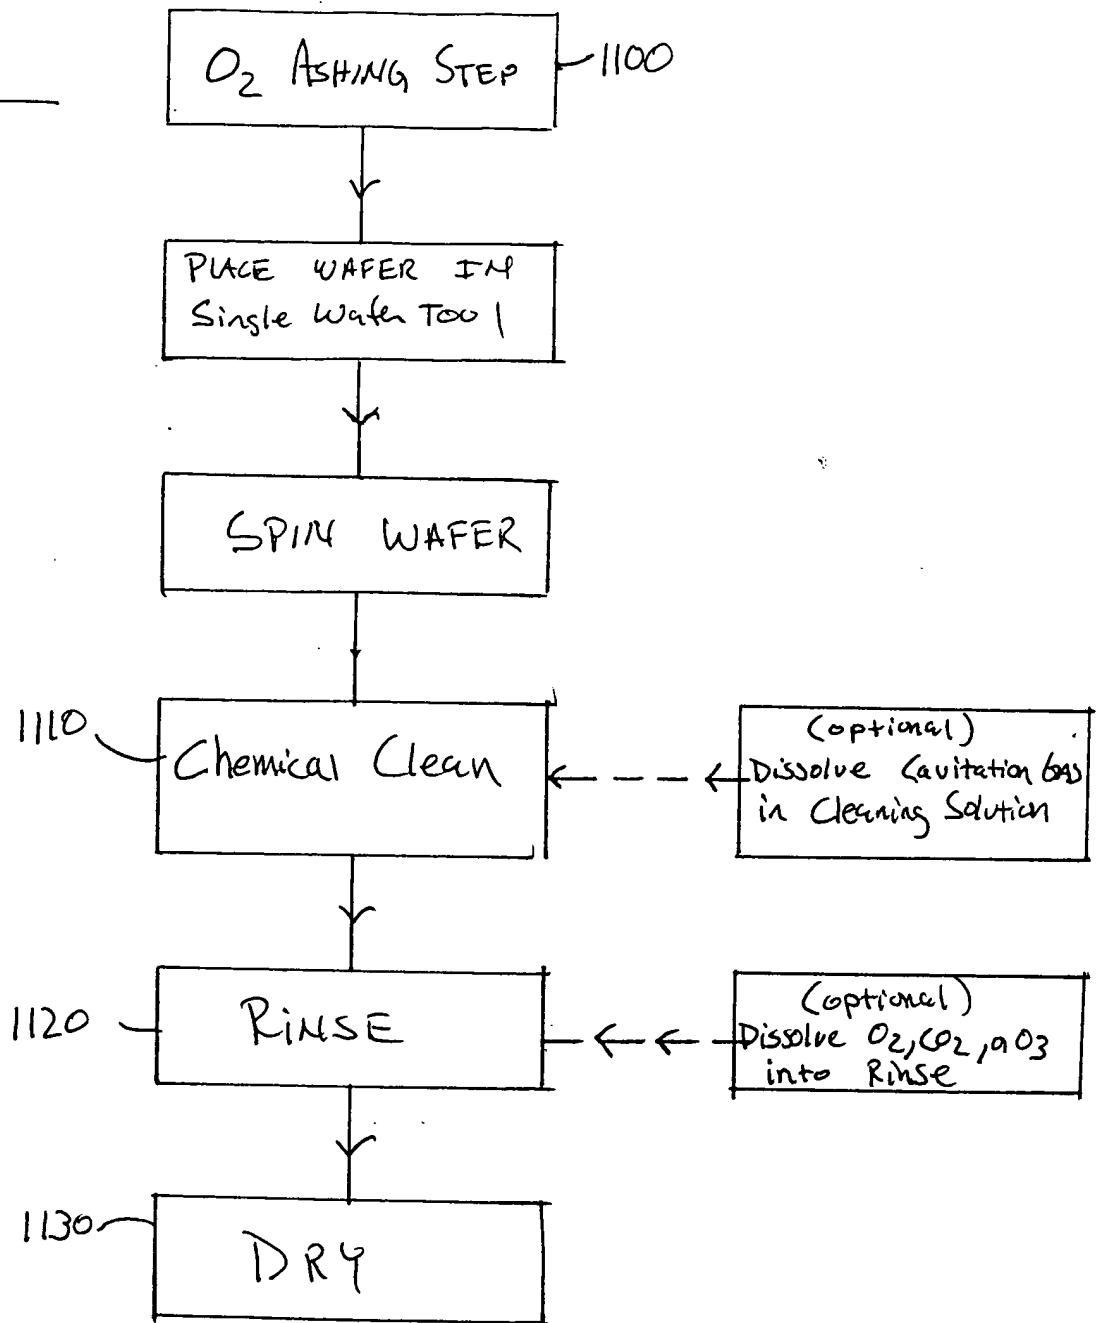 O2 ASHING STEP
1100
PLACE WAFER IN
Single Wafer Tool
SPIN WAFER
1110
Chemical Clean
(optional)
Dissolve Cavitation GAS
in Cleaning Solution
1120
RINSE
(optional)
Dissolve O2, CO2, O3
into Rinse
1130
DRY